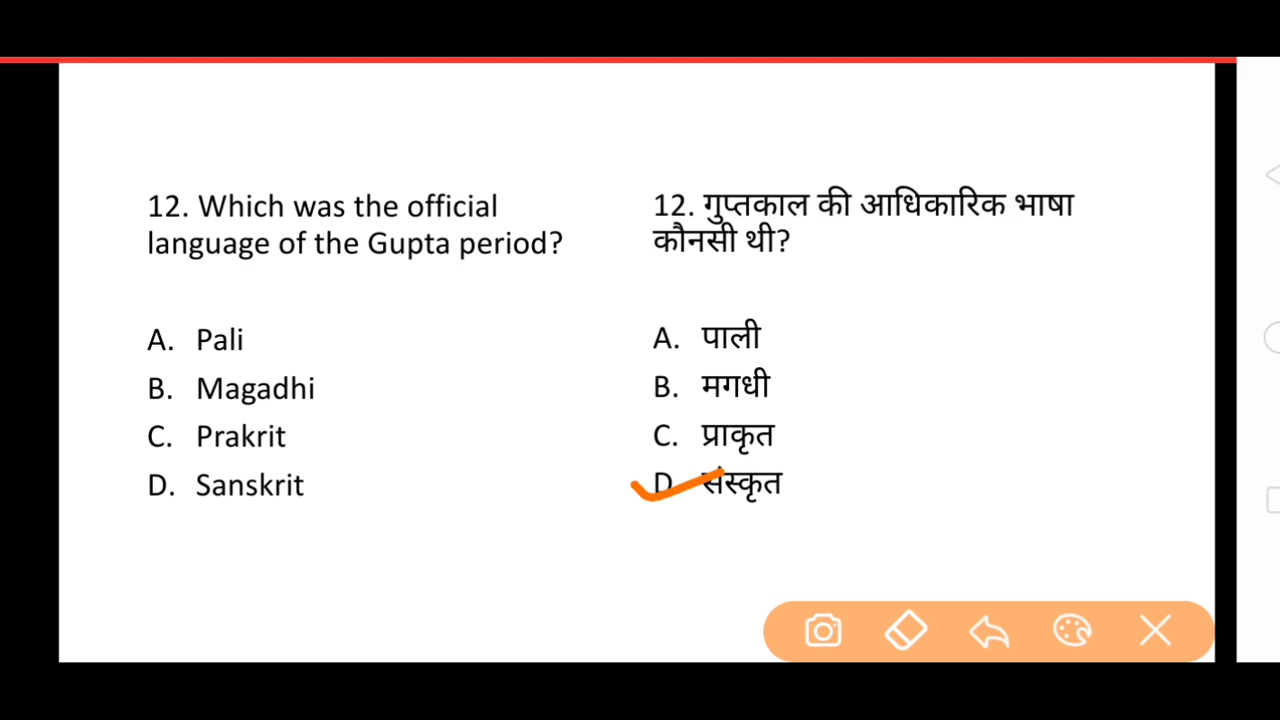 12. Which was the official
language of the Gupta period?
A. Pali
B. Magadhi
C. Prakrit
D. Sanskrit
12. गुप्तकाल की आधिकारिक भाषा
कौनसी थी?
A. पाली
B. मगधी
C. प्राकृत
D. संस्कृत